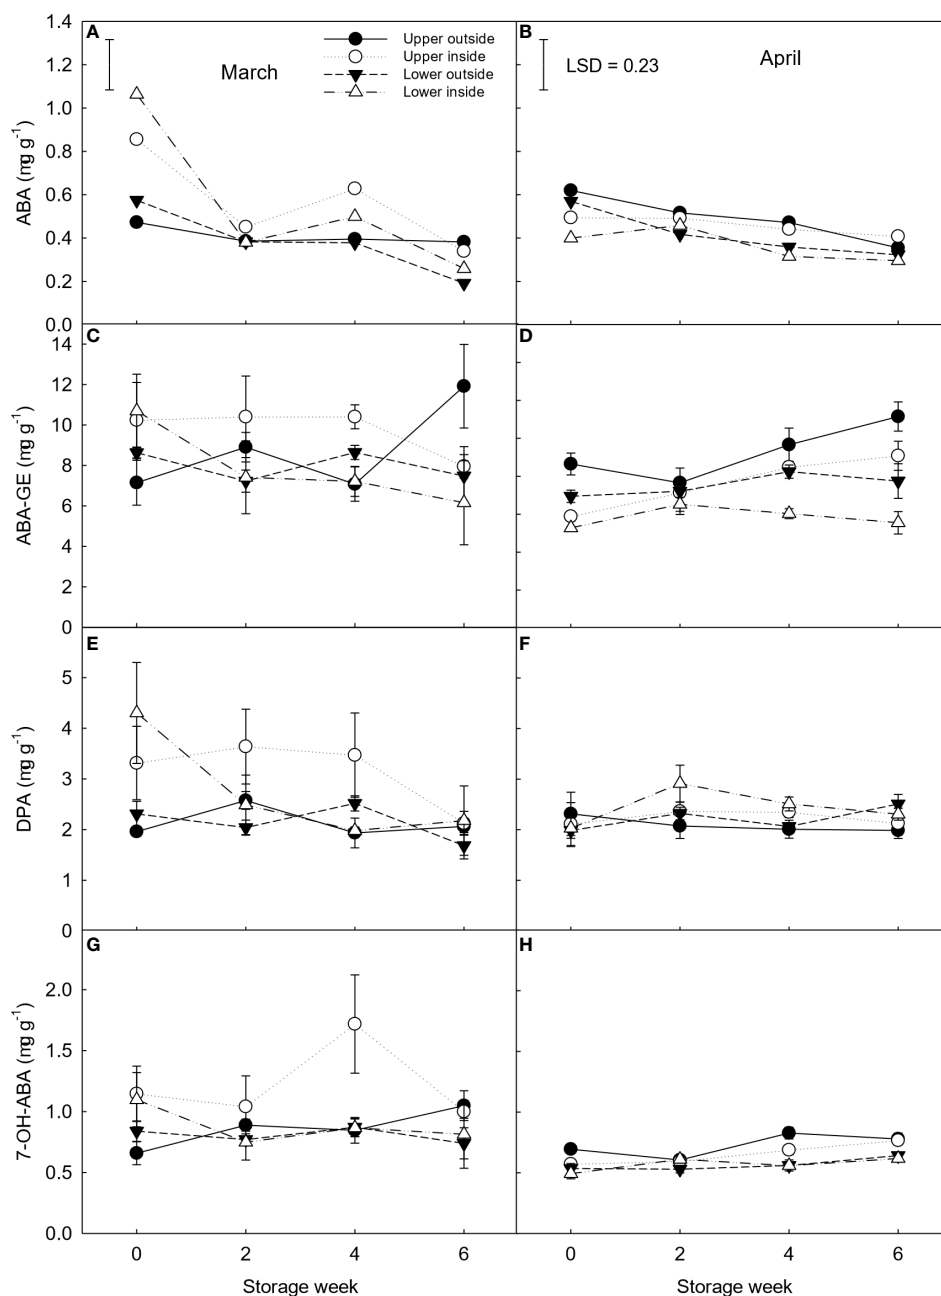 A
March
Upper outside
Upper inside
Lower outside
Lower inside
B
LSD = 0.23
April
ABA (mg g-1)
1.4
1.2
1.0
0.8
0.6
0.4
0.2
0.0
C
D
ABA-GE (mg g-1)
14
12
10
8
6
4
2
0
E
F
DPA (mg g-1)
5
4
3
2
1
0
G
H
7-OH-ABA (mg g-1)
2.0
1.5
1.0
0.5
0.0
0
2
4
6
0
2
4
6
Storage week
Storage week